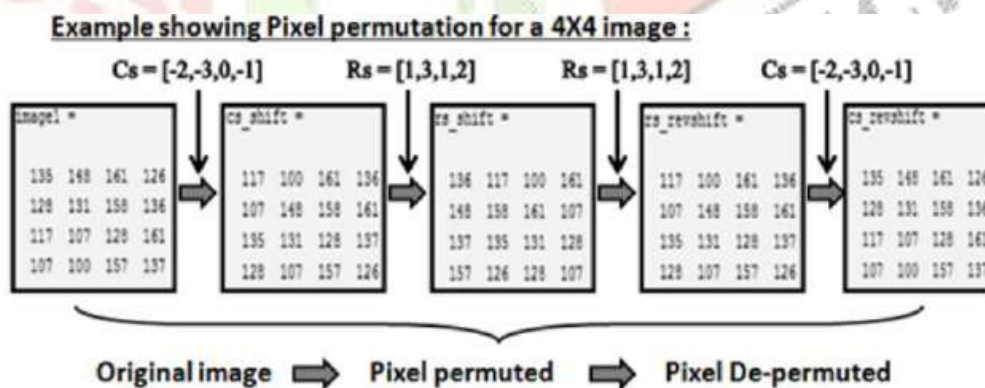 Example showing Pixel permutation for a 4X4 image :
Cs = [-2,-3,0,-1] Rs = [1,3,1,2] Rs = [1,3,1,2] Cs = [-2,-3,0,-1]
image1 =
135 148 161 126
128 131 158 136
117 107 128 161
107 100 157 137
cs_shift =
117 100 161 136
107 148 158 161
135 131 128 137
128 107 157 126
rs_shift =
136 117 100 161
148 158 161 107
137 135 131 128
157 126 128 107
rs_revshift =
117 100 161 136
107 148 158 161
135 131 128 137
128 107 157 126
cs_revshift =
135 148 161 126
128 131 158 136
117 107 128 161
107 100 157 137
Original image Pixel permuted Pixel De-permuted